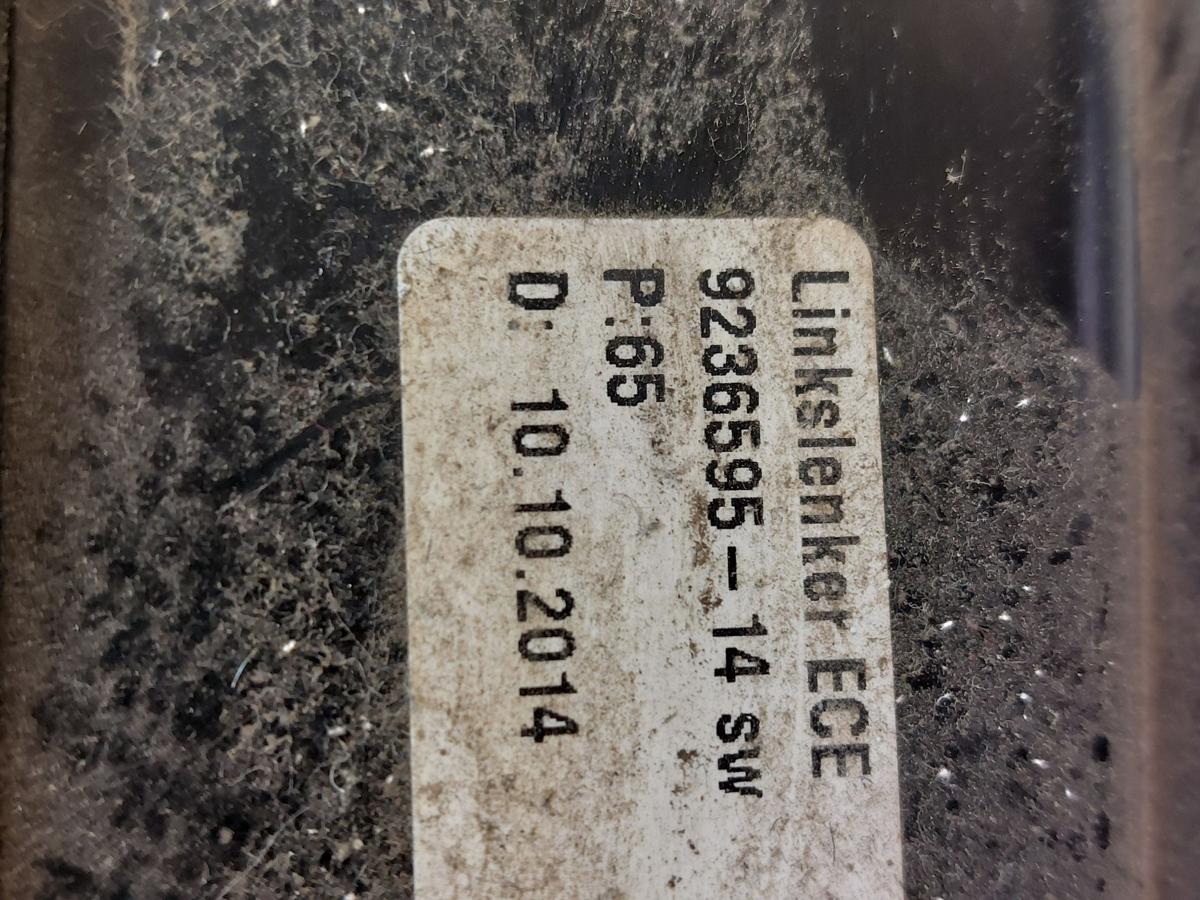 Linkslenker ECE
9236595-14 sw
P:65
D: 10.10.2014